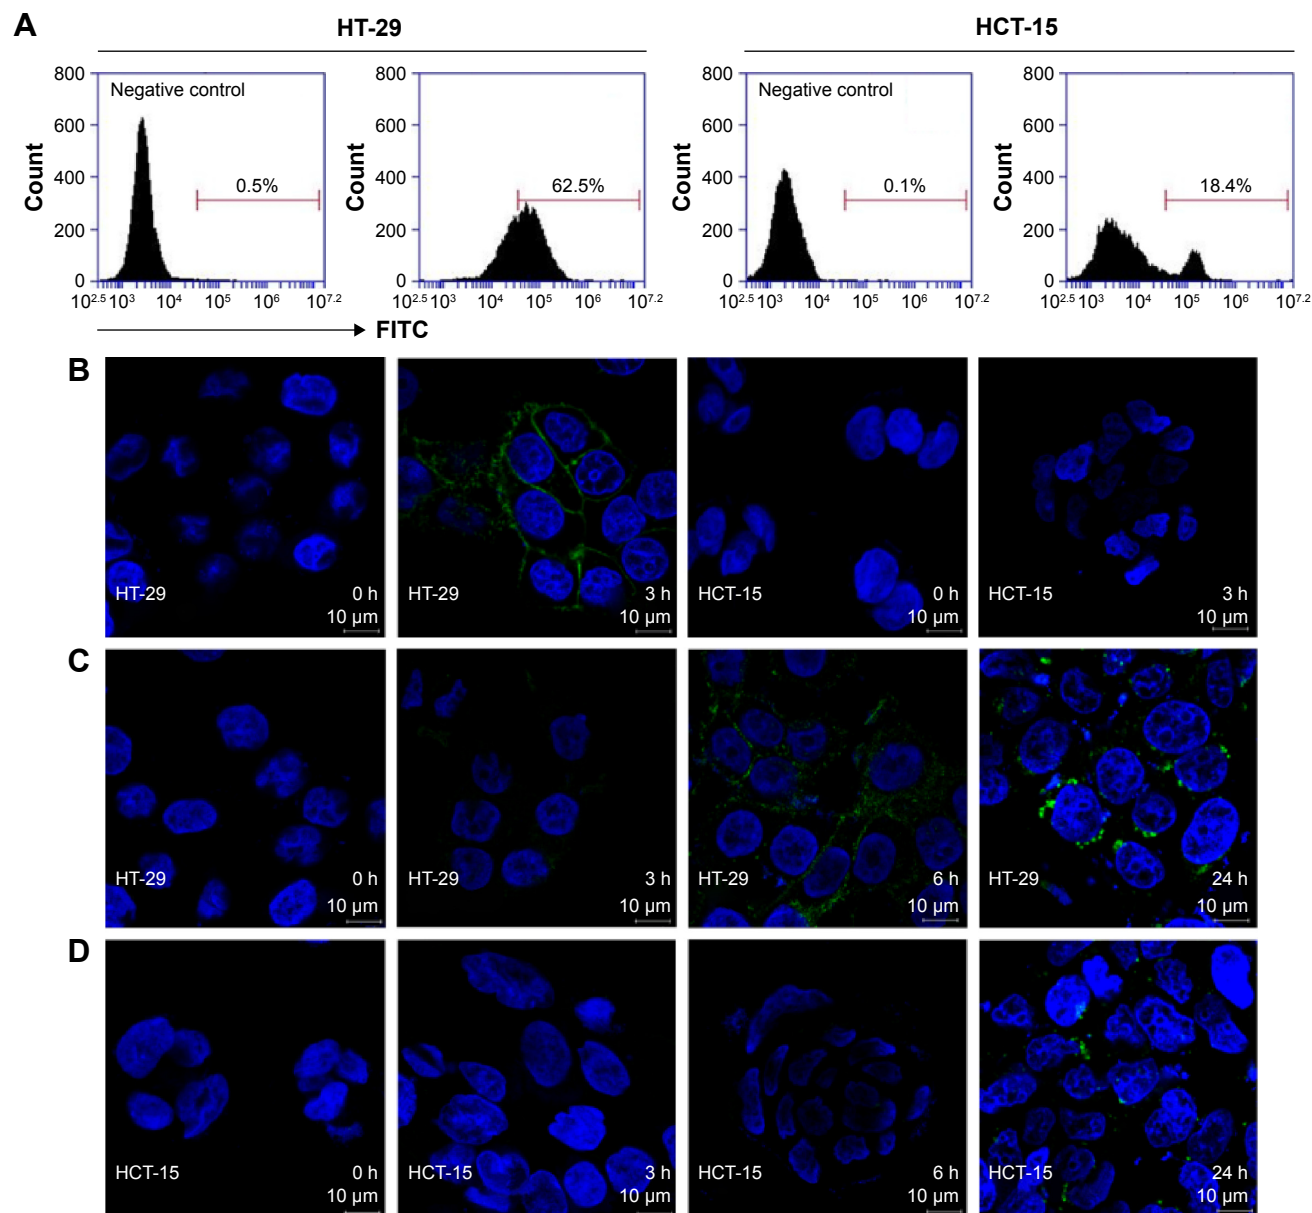 A
HT-29
HCT-15
800
600
400
200
0
Count
Negative control
0.5%
10^2.5 10^3 10^4 10^5 10^6 10^7.2
800
600
400
200
0
Count
62.5%
10^2.5 10^3 10^4 10^5 10^6 10^7.2
800
600
400
200
0
Count
Negative control
0.1%
10^2.5 10^3 10^4 10^5 10^6 10^7.2
800
600
400
200
0
Count
18.4%
10^2.5 10^3 10^4 10^5 10^6 10^7.2
FITC
B
HT-29 0 h
10 µm
HT-29 3 h
10 µm
HCT-15 0 h
10 µm
HCT-15 3 h
10 µm
C
HT-29 0 h
10 µm
HT-29 3 h
10 µm
HT-29 6 h
10 µm
HT-29 24 h
10 µm
D
HCT-15 0 h
10 µm
HCT-15 3 h
10 µm
HCT-15 6 h
10 µm
HCT-15 24 h
10 µm